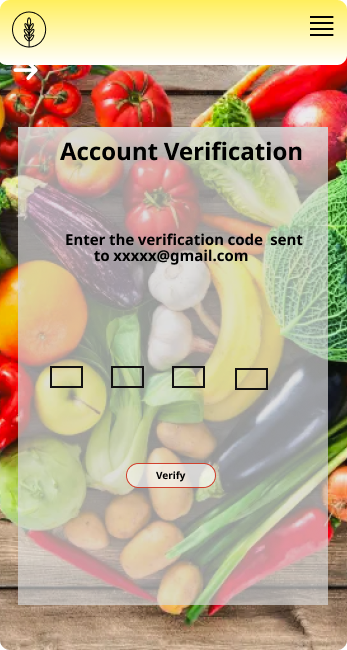 Account Verification
Enter the verification code sent
to xxxxx@gmail.com
Verify